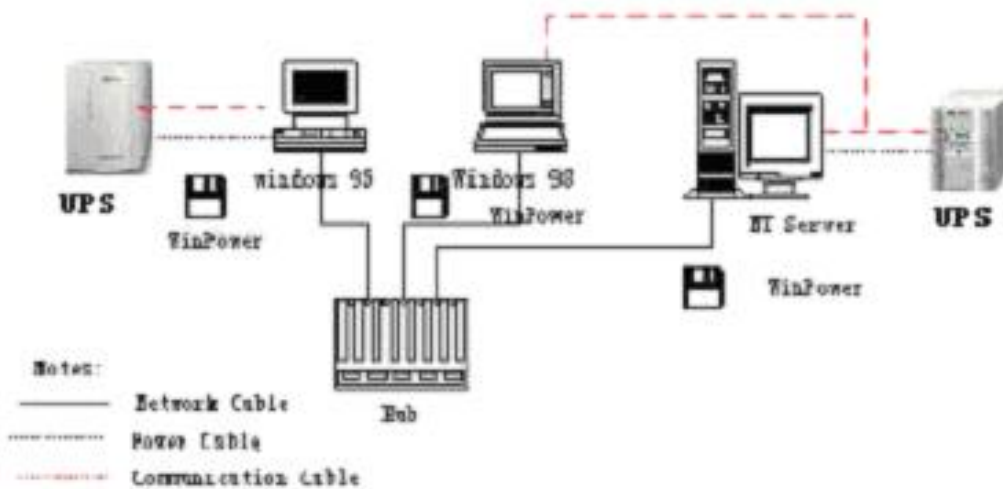 UPS
windows 95
Windows 98
WinPower
WinPower
NT Server
UPS
WinPower
Hub
Notes:
Network Cable
Power Cable
Communication Cable